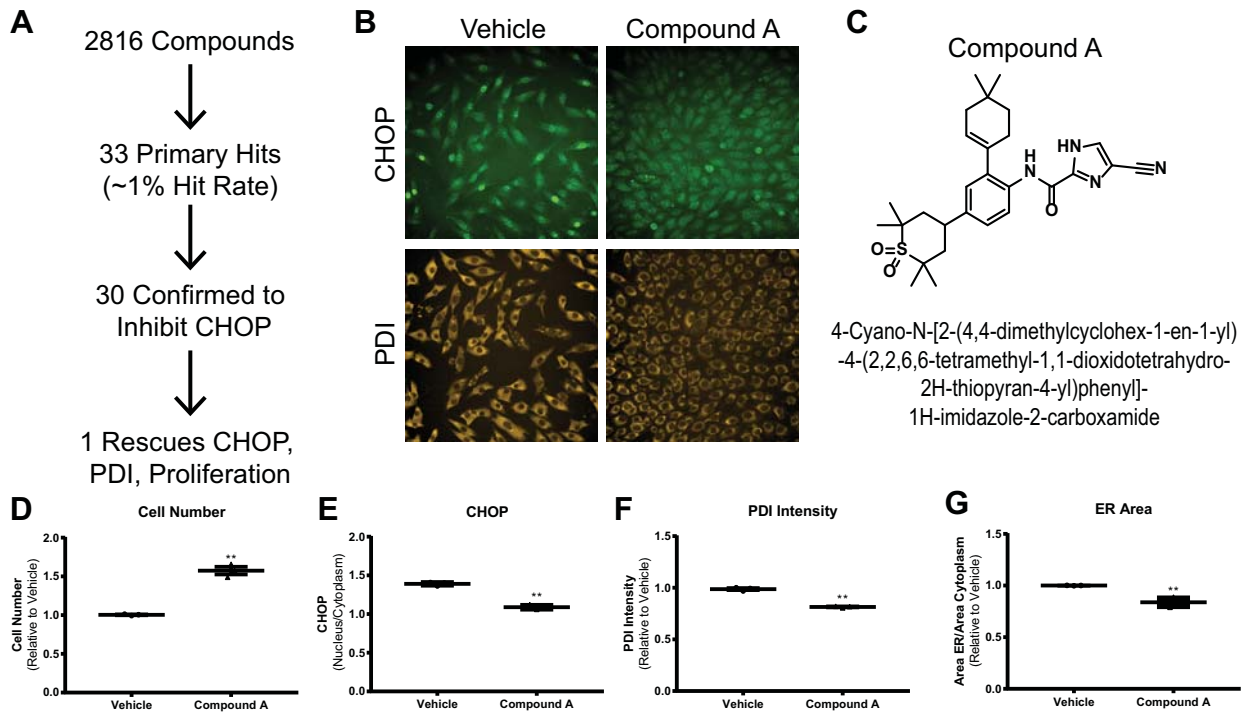 A
2816 Compounds
33 Primary Hits
(~1% Hit Rate)
30 Confirmed to
Inhibit CHOP
1 Rescues CHOP,
PDI, Proliferation
B
Vehicle
Compound A
CHOP
PDI
C
Compound A
HN
N
H
N
N
O
S
O
O
4-Cyano-N-[2-(4,4-dimethylcyclohex-1-en-1-yl)
-4-(2,2,6,6-tetramethyl-1,1-dioxidotetrahydro-
2H-thiopyran-4-yl)phenyl]-
1H-imidazole-2-carboxamide
D
Cell Number
Cell Number
(Relative to Vehicle)
2.0
1.5
1.0
0.5
0.0
**
Vehicle
Compound A
E
CHOP
CHOP
(Nucleus/Cytoplasm)
2.0
1.5
1.0
0.5
0.0
**
Vehicle
Compound A
F
PDI Intensity
PDI Intensity
(Relative to Vehicle)
1.5
1.0
0.5
0.0
**
Vehicle
Compound A
G
ER Area
Area ER/Area Cytoplasm
(Relative to Vehicle)
1.5
1.0
0.5
0.0
**
Vehicle
Compound A